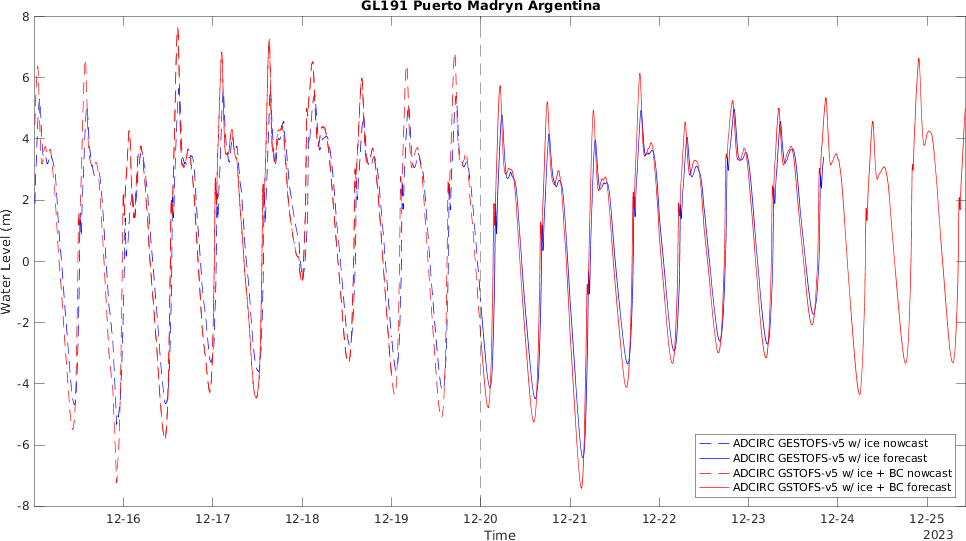 GL191 Puerto Madryn Argentina
8
6
4
2
0
-2
-4
-6
-8
Water Level (m)
12-16 12-17 12-18 12-19 12-20 12-21 12-22 12-23 12-24 12-25
Time
2023
ADCIRC GESTOFS-v5 w/ ice nowcast
ADCIRC GESTOFS-v5 w/ ice forecast
ADCIRC GSTOFS-v5 w/ ice + BC nowcast
ADCIRC GSTOFS-v5 w/ ice + BC forecast